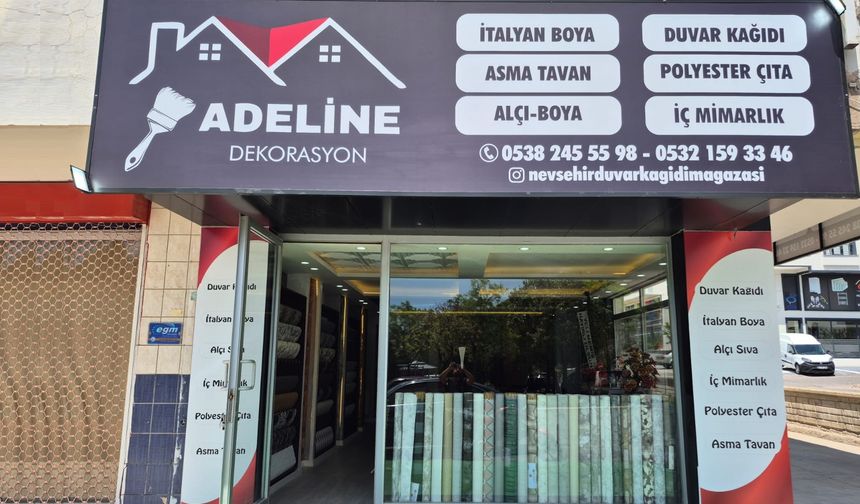 ADELİNE
DEKORASYON
İTALYAN BOYA
DUVAR KAĞIDI
ASMA TAVAN
POLYESTER ÇITA
ALÇI-BOYA
İÇ MİMARLIK
0538 245 55 98 - 0532 159 33 46
nevsehirduvarkagidimagazasi
Duvar Kağıdı
İtalyan Boya
Alçı Sıva
İç Mimarlık
Polyester Çıta
Asma Tavan
egm
Duvar Kağıdı
İtalyan Boya
Alçı Sıva
İç Mimarlık
Polyester Çıta
Asma Tavan